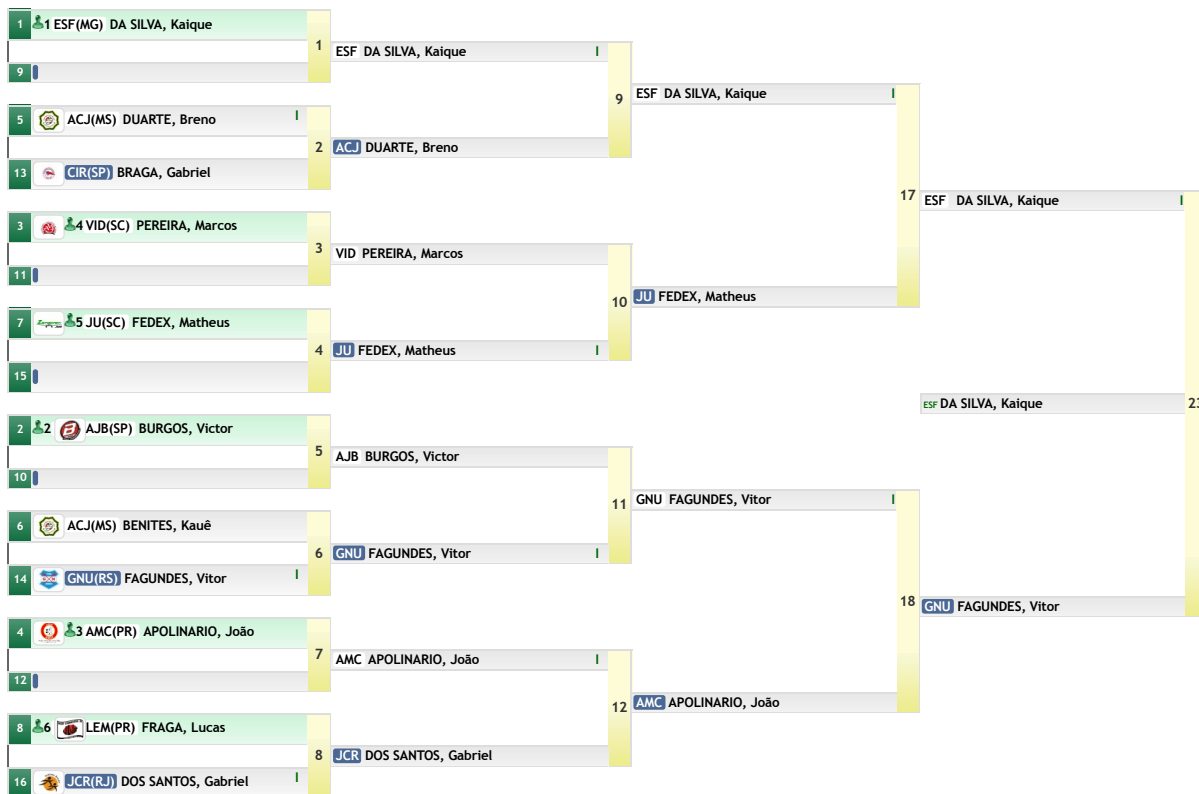 1 1 ESF(MG) DA SILVA, Kaique
9
1
5 ACJ(MS) DUARTE, Breno I
13 CIR(SP) BRAGA, Gabriel
2
3 4 VID(SC) PEREIRA, Marcos
11
3
7 5 JU(SC) FEDEX, Matheus
15
4
2 2 AJB(SP) BURGOS, Victor
10
5
6 ACJ(MS) BENITES, Kauê
14 GNU(RS) FAGUNDES, Vitor I
6
4 3 AMC(PR) APOLINARIO, João
12
7
8 6 LEM(PR) FRAGA, Lucas
16 JCR(RJ) DOS SANTOS, Gabriel I
8
ESF DA SILVA, Kaique I
ACJ DUARTE, Breno
9
VID PEREIRA, Marcos
JU FEDEX, Matheus I
10
AJB BURGOS, Victor
GNU FAGUNDES, Vitor I
11
AMC APOLINARIO, João I
JCR DOS SANTOS, Gabriel
12
ESF DA SILVA, Kaique I
JU FEDEX, Matheus
17
GNU FAGUNDES, Vitor I
AMC APOLINARIO, João
18
ESF DA SILVA, Kaique I
ESF DA SILVA, Kaique
23
GNU FAGUNDES, Vitor